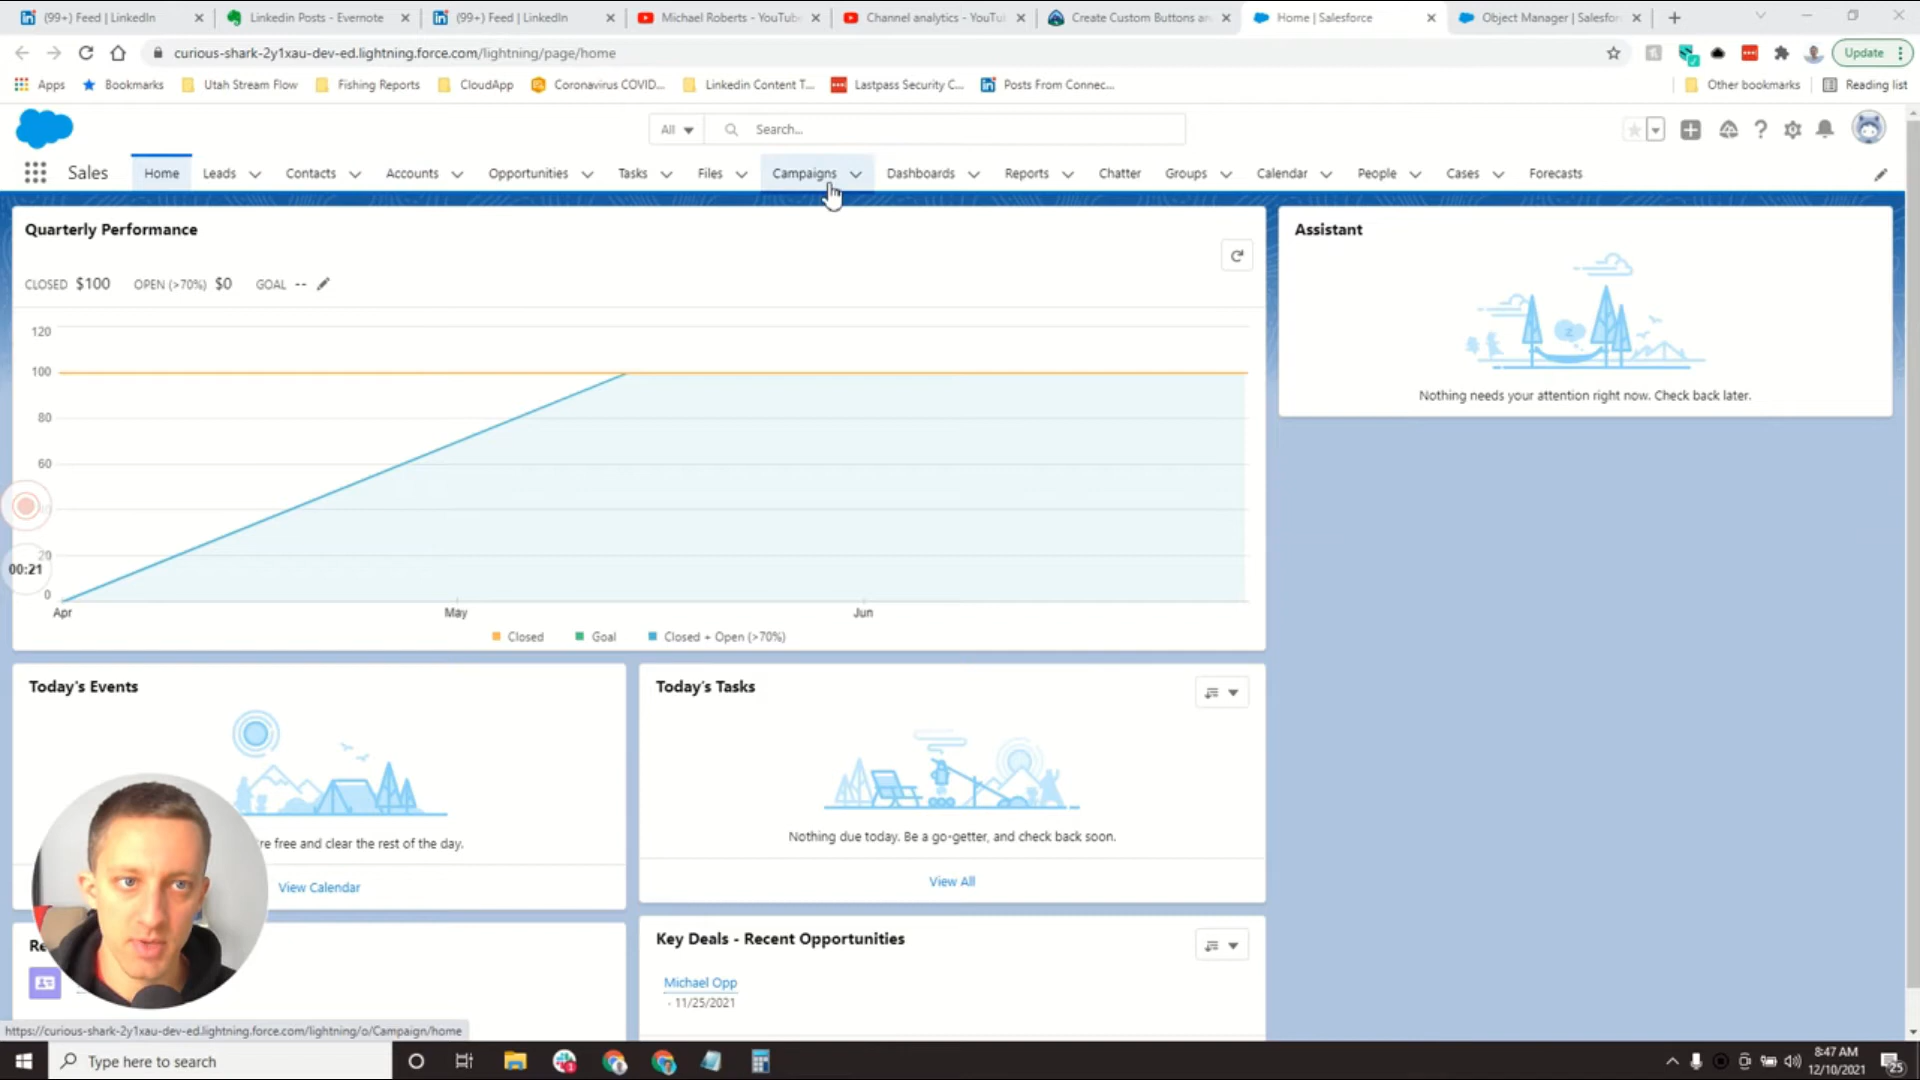 (99+) Feed | LinkedIn
Linkedin Posts - Evernote
(99+) Feed | LinkedIn
Michael Roberts - YouTube
Channel analytics - YouTu
Create Custom Buttons an
Home | Salesforce
Object Manager | Salesfor
curious-shark-2y1xau-dev-ed.lightning.force.com/lightning/page/home
Update
Apps
Bookmarks
Utah Stream Flow
Fishing Reports
CloudApp
Coronavirus COVID...
Linkedin Content T...
Lastpass Security C...
Posts From Connec...
Other bookmarks
Reading list
All
Search...
Sales
Home
Leads
Contacts
Accounts
Opportunities
Tasks
Files
Campaigns
Dashboards
Reports
Chatter
Groups
Calendar
People
Cases
Forecasts
Quarterly Performance
CLOSED $100 OPEN (>70%) $0 GOAL --
120
100
80
60
20
0
Apr
May
Jun
Closed
Goal
Closed + Open (>70%)
00:21
Assistant
Nothing needs your attention right now. Check back later.
Today's Events
re free and clear the rest of the day.
View Calendar
Today's Tasks
Nothing due today. Be a go-getter, and check back soon.
View All
Re
Key Deals - Recent Opportunities
Michael Opp
· 11/25/2021
https://curious-shark-2y1xau-dev-ed.lightning.force.com/lightning/o/Campaign/home
Type here to search
8:47 AM
12/10/2021
25